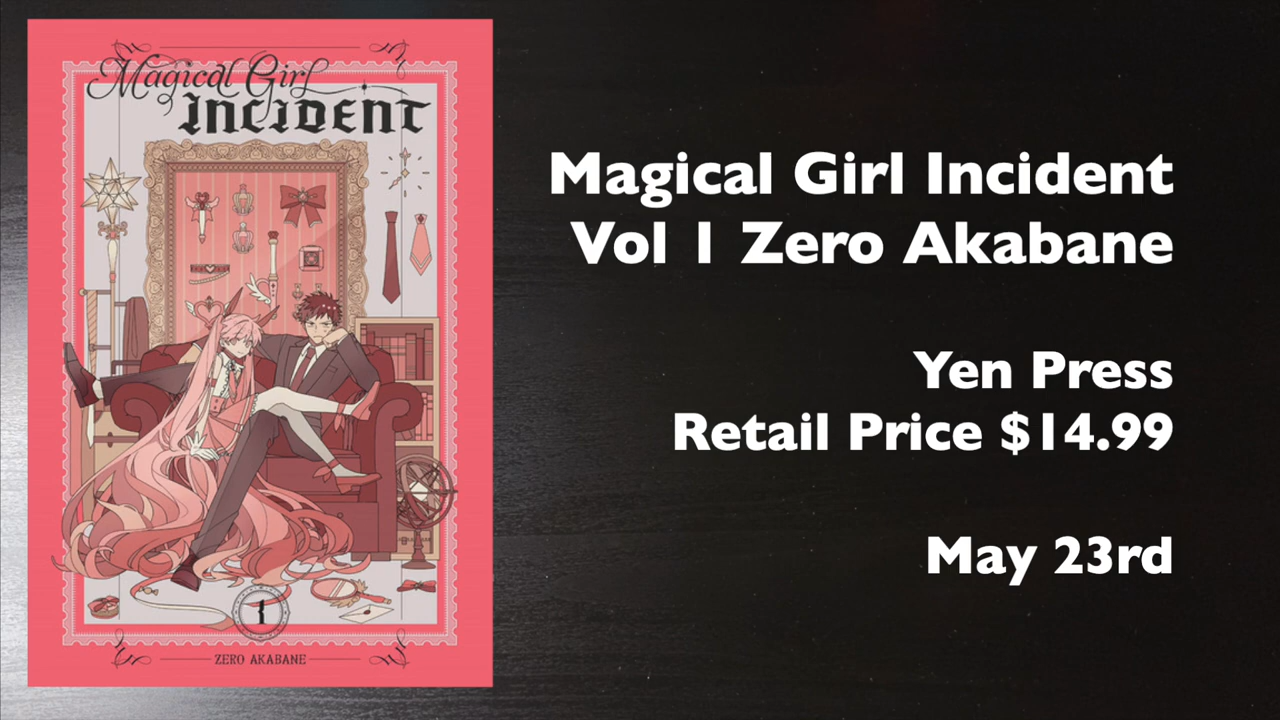 Magical Girl
INCIDENT
1
ZERO AKABANE
Magical Girl Incident
Vol 1 Zero Akabane
Yen Press
Retail Price $14.99
May 23rd